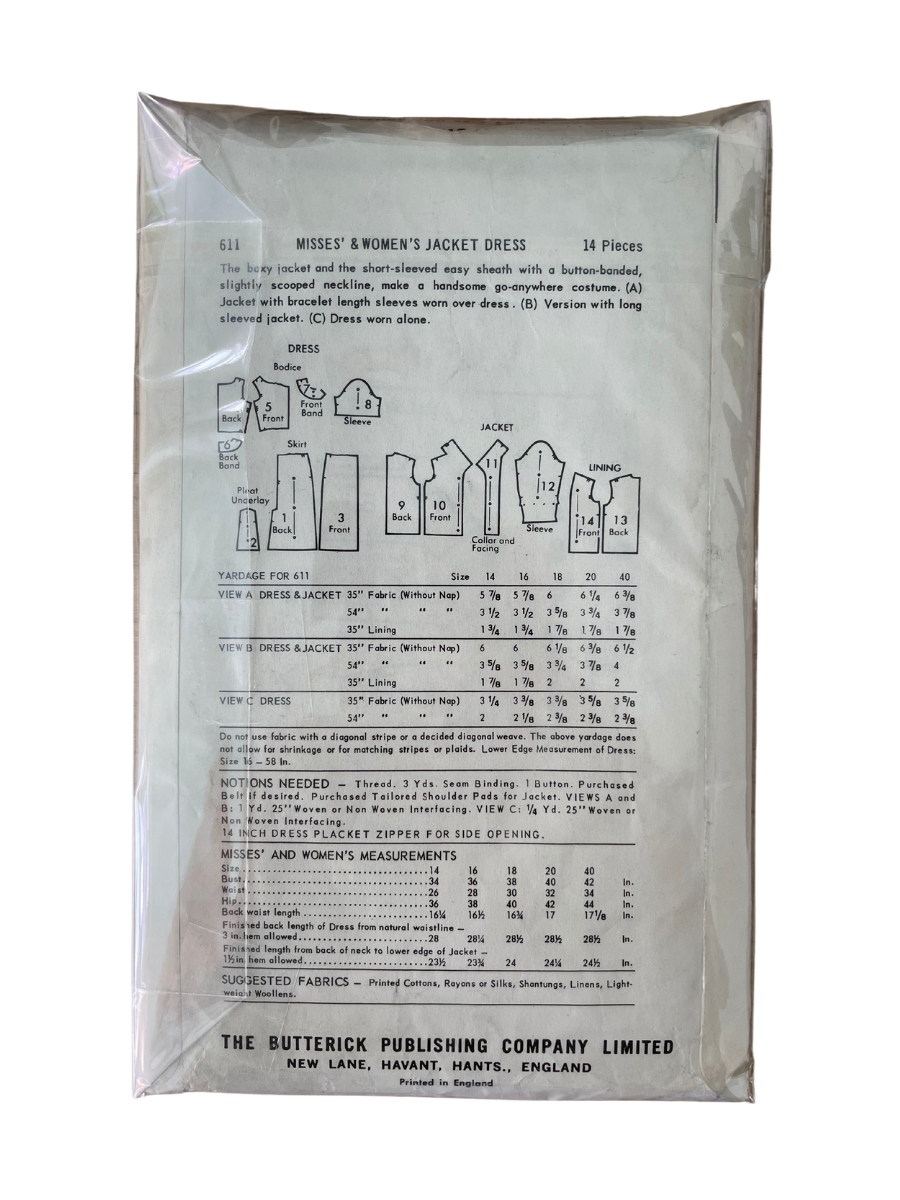 611 MISSES' & WOMEN'S JACKET DRESS 14 Pieces
The boxy jacket and the short-sleeved easy sheath with a button-banded,
slightly scooped neckline, make a handsome go-anywhere costume. (A)
Jacket with bracelet length sleeves worn over dress. (B) Version with long
sleeved jacket. (C) Dress worn alone.
DRESS
Bodice
Back
5 Front
7 Front Band
8 Sleeve
6 Back Band
Skirt
Pleat Underlay
2
1 Back
3 Front
JACKET
9 Back
10 Front
11
Collar and Facing
12
Sleeve
LINING
14 Front
13 Back
YARDAGE FOR 611 Size 14 16 18 20 40
VIEW A DRESS & JACKET 35" Fabric (Without Nap) 5 7/8 5 7/8 6 6 1/4 6 3/8
54" " " " 3 1/2 3 1/2 3 5/8 3 3/4 3 7/8
35" Lining 1 3/4 1 3/4 1 7/8 1 7/8 1 7/8
VIEW B DRESS & JACKET 35" Fabric (Without Nap) 6 6 6 1/8 6 3/8 6 1/2
54" " " " 3 5/8 3 5/8 3 3/4 3 7/8 4
35" Lining 1 7/8 1 7/8 2 2 2
VIEW C DRESS 35" Fabric (Without Nap) 3 1/4 3 3/8 3 3/8 3 5/8 3 5/8
54" " " " 2 2 1/8 2 3/8 2 3/8 2 3/8
Do not use fabric with a diagonal stripe or a decided diagonal weave. The above yardage does
not allow for shrinkage or for matching stripes or plaids. Lower Edge Measurement of Dress:
Size 16 – 58 In.
NOTIONS NEEDED – Thread. 3 Yds. Seam Binding. 1 Button. Purchased
Belt if desired. Purchased Tailored Shoulder Pads for Jacket. VIEWS A and
B: 1 Yd. 25" Woven or Non Woven Interfacing. VIEW C: 1/4 Yd. 25" Woven or
Non Woven Interfacing.
14 INCH DRESS PLACKET ZIPPER FOR SIDE OPENING.
MISSES' AND WOMEN'S MEASUREMENTS
Size 14 16 18 20 40
Bust 34 36 38 40 42 In.
Waist 26 28 30 32 34 In.
Hip 36 38 40 42 44 In.
Back waist length 16¼ 16½ 16¾ 17 17 1/8 In.
Finished back length of Dress from natural waistline –
3 in. hem allowed 28 28¼ 28½ 28½ 28½ In.
Finished length from back of neck to lower edge of Jacket –
1½ in. hem allowed 23½ 23¾ 24 24¼ 24½ In.
SUGGESTED FABRICS – Printed Cottons, Rayons or Silks, Shantungs, Linens, Light-
weight Woollens.
THE BUTTERICK PUBLISHING COMPANY LIMITED
NEW LANE, HAVANT, HANTS., ENGLAND
Printed in England